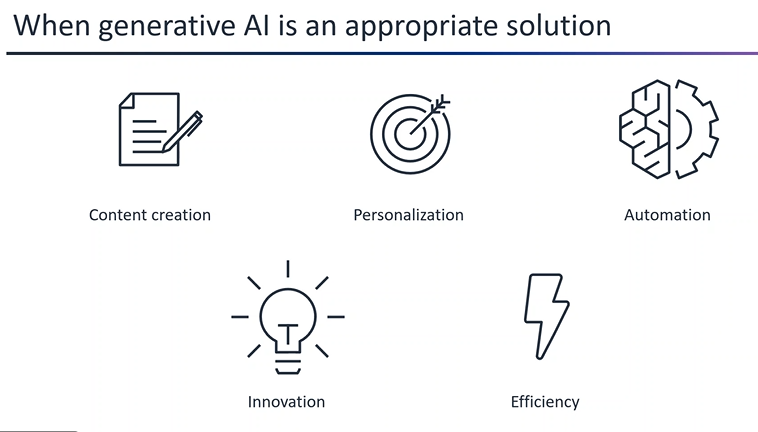 When generative AI is an appropriate solution
Content creation
Personalization
Automation
Innovation
Efficiency